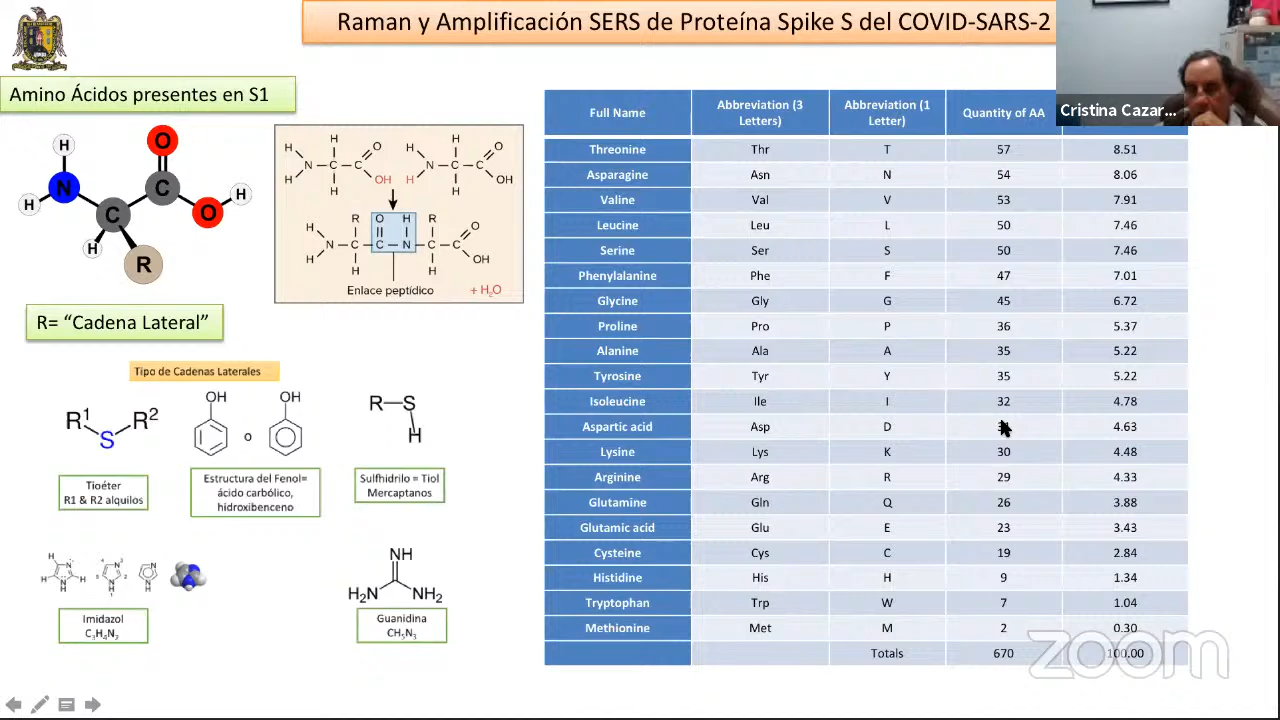 Raman y Amplificación SERS de Proteína Spike S del COVID-SARS-2
Cristina Cazar...
Amino Ácidos presentes en S1
H
O
N
C
H
H
C
O
H
R
H H O H H O
N C C N C C
H H OH H H OH
R O H R O
H
N C C N C C
H H H OH
Enlace peptídico + H₂O
R= “Cadena Lateral”
Tipo de Cadenas Laterales
R¹ S R²
OH o OH
R—S
H
Tioéter
R1 & R2 alquilos
Estructura del Fenol=
ácido carbólico,
hidroxibenceno
Sulfhidrilo = Tiol
Mercaptanos
NH
H₂N NH₂
Imidazol
C₃H₄N₂
Guanidina
CH₅N₃
Full Name Abbreviation (3 Letters) Abbreviation (1 Letter) Quantity of AA
Threonine Thr T 57 8.51
Asparagine Asn N 54 8.06
Valine Val V 53 7.91
Leucine Leu L 50 7.46
Serine Ser S 50 7.46
Phenylalanine Phe F 47 7.01
Glycine Gly G 45 6.72
Proline Pro P 36 5.37
Alanine Ala A 35 5.22
Tyrosine Tyr Y 35 5.22
Isoleucine Ile I 32 4.78
Aspartic acid Asp D 4.63
Lysine Lys K 30 4.48
Arginine Arg R 29 4.33
Glutamine Gln Q 26 3.88
Glutamic acid Glu E 23 3.43
Cysteine Cys C 19 2.84
Histidine His H 9 1.34
Tryptophan Trp W 7 1.04
Methionine Met M 2 0.30
Totals 670 100.00
zoom